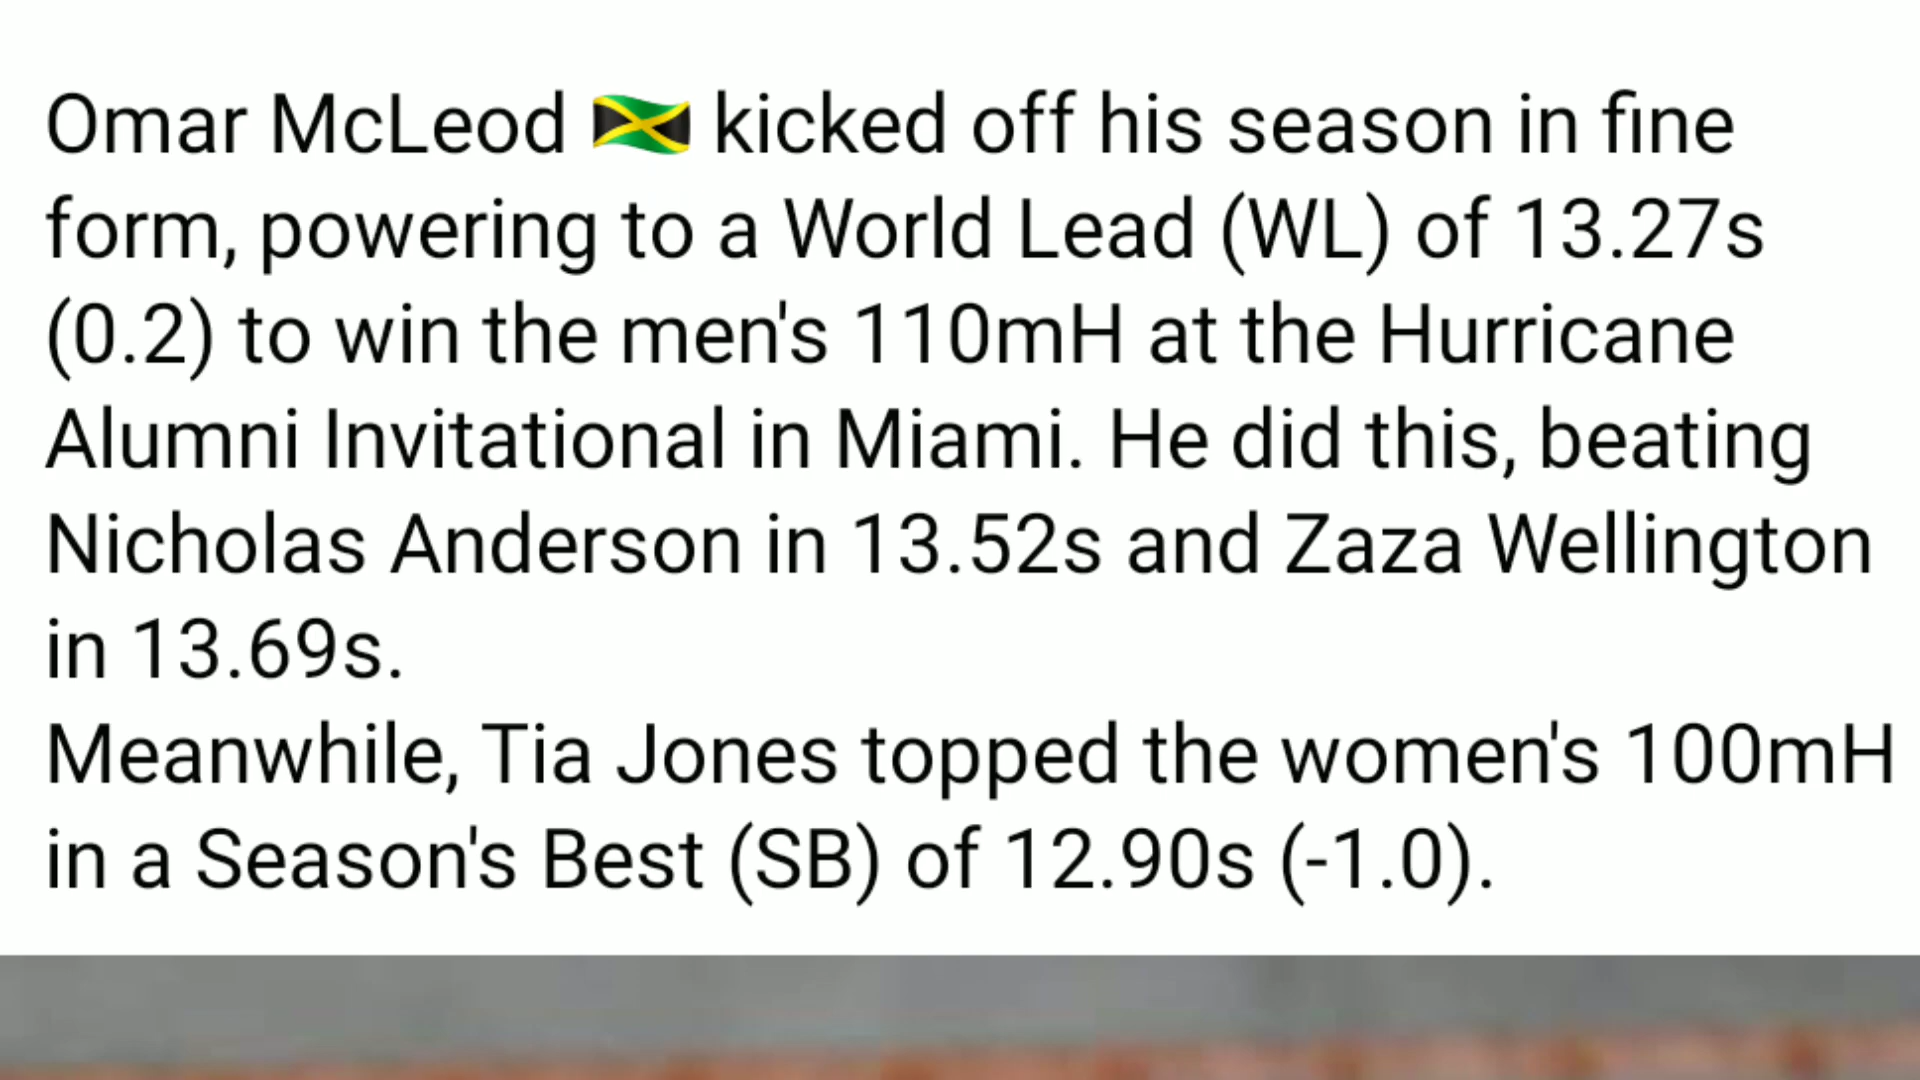 Omar McLeod 🇯🇲 kicked off his season in fine
form, powering to a World Lead (WL) of 13.27s
(0.2) to win the men's 110mH at the Hurricane
Alumni Invitational in Miami. He did this, beating
Nicholas Anderson in 13.52s and Zaza Wellington
in 13.69s.
Meanwhile, Tia Jones topped the women's 100mH
in a Season's Best (SB) of 12.90s (-1.0).